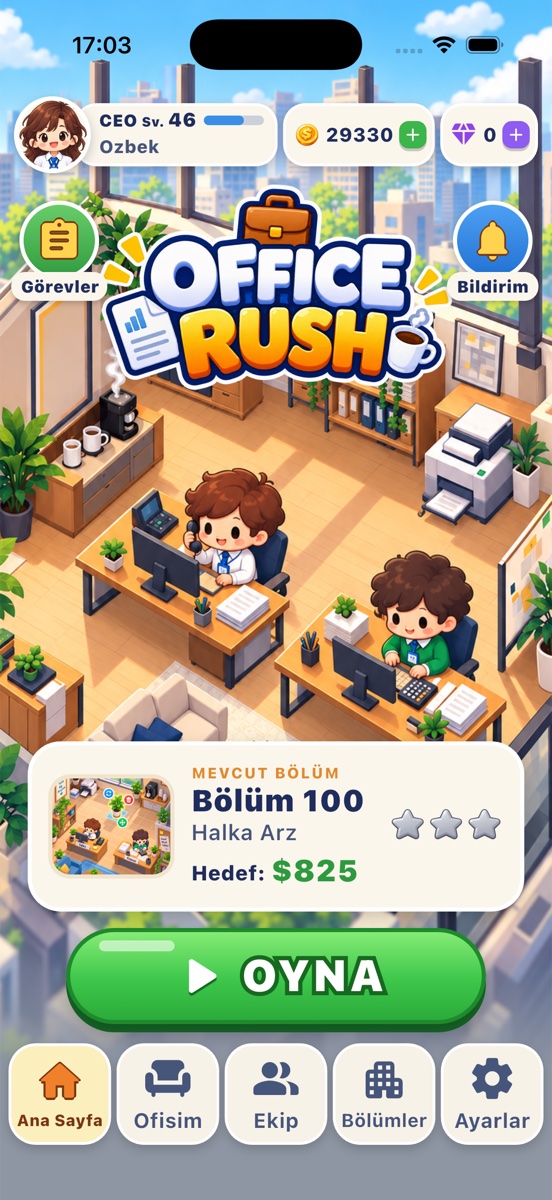 17:03
CEO Sv. 46
Ozbek
29330
0
Görevler
Bildirim
OFFICE
RUSH
MEVCUT BÖLÜM
Bölüm 100
Halka Arz
Hedef: $825
OYNA
Ana Sayfa
Ofisim
Ekip
Bölümler
Ayarlar